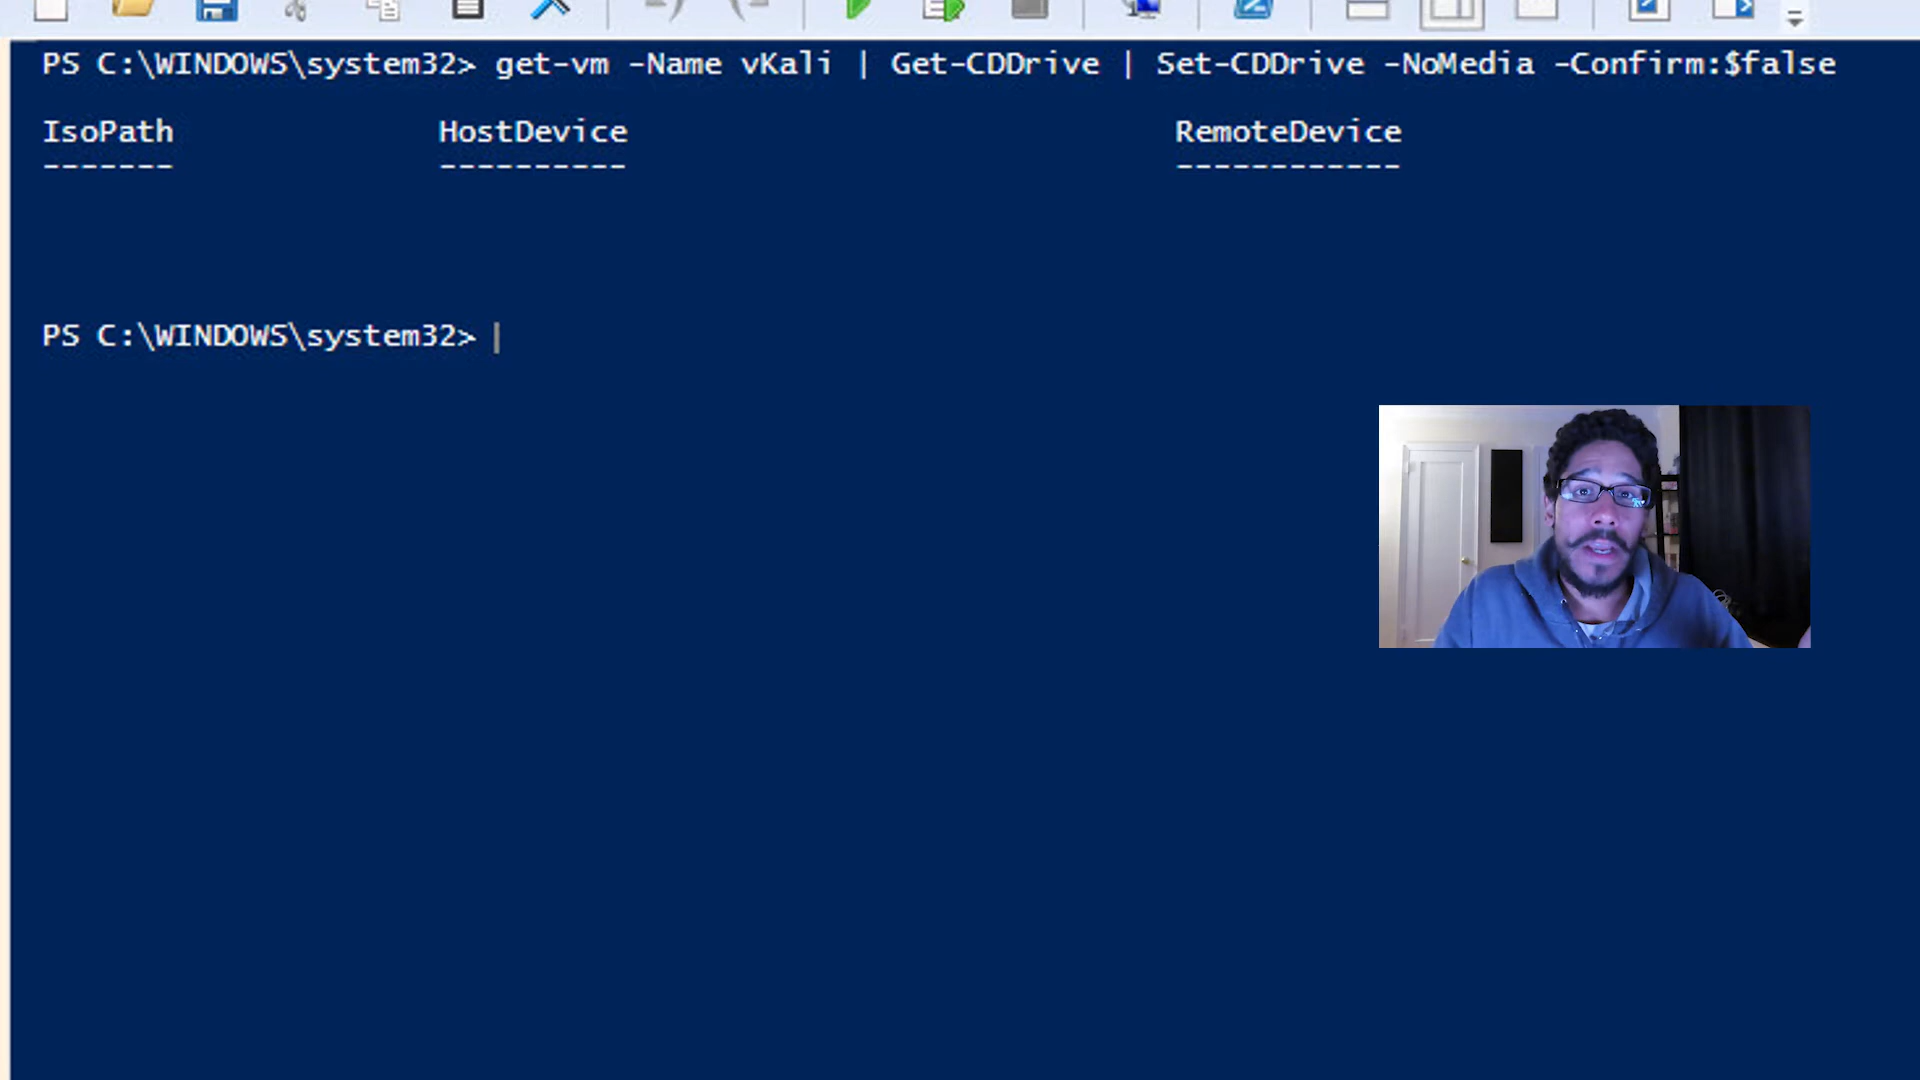 PS C:\WINDOWS\system32> get-vm -Name vKali | Get-CDDrive | Set-CDDrive -NoMedia -Confirm:$false
IsoPath HostDevice RemoteDevice
------- ---------- ------------
PS C:\WINDOWS\system32>